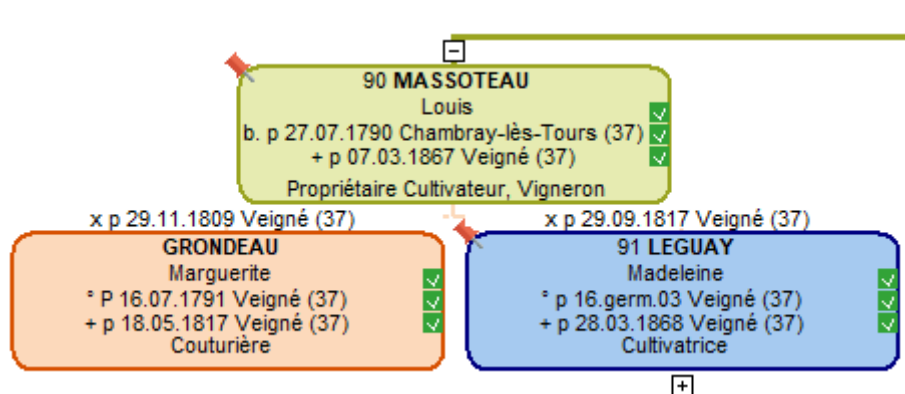 90 MASSOTEAU
Louis
b. p 27.07.1790 Chambray-lès-Tours (37)
+ p 07.03.1867 Veigné (37)
Propriétaire Cultivateur, Vigneron
x p 29.11.1809 Veigné (37)
x p 29.09.1817 Veigné (37)
GRONDEAU
Marguerite
° P 16.07.1791 Veigné (37)
+ p 18.05.1817 Veigné (37)
Couturière
91 LEGUAY
Madeleine
° p 16.germ.03 Veigné (37)
+ p 28.03.1868 Veigné (37)
Cultivatrice